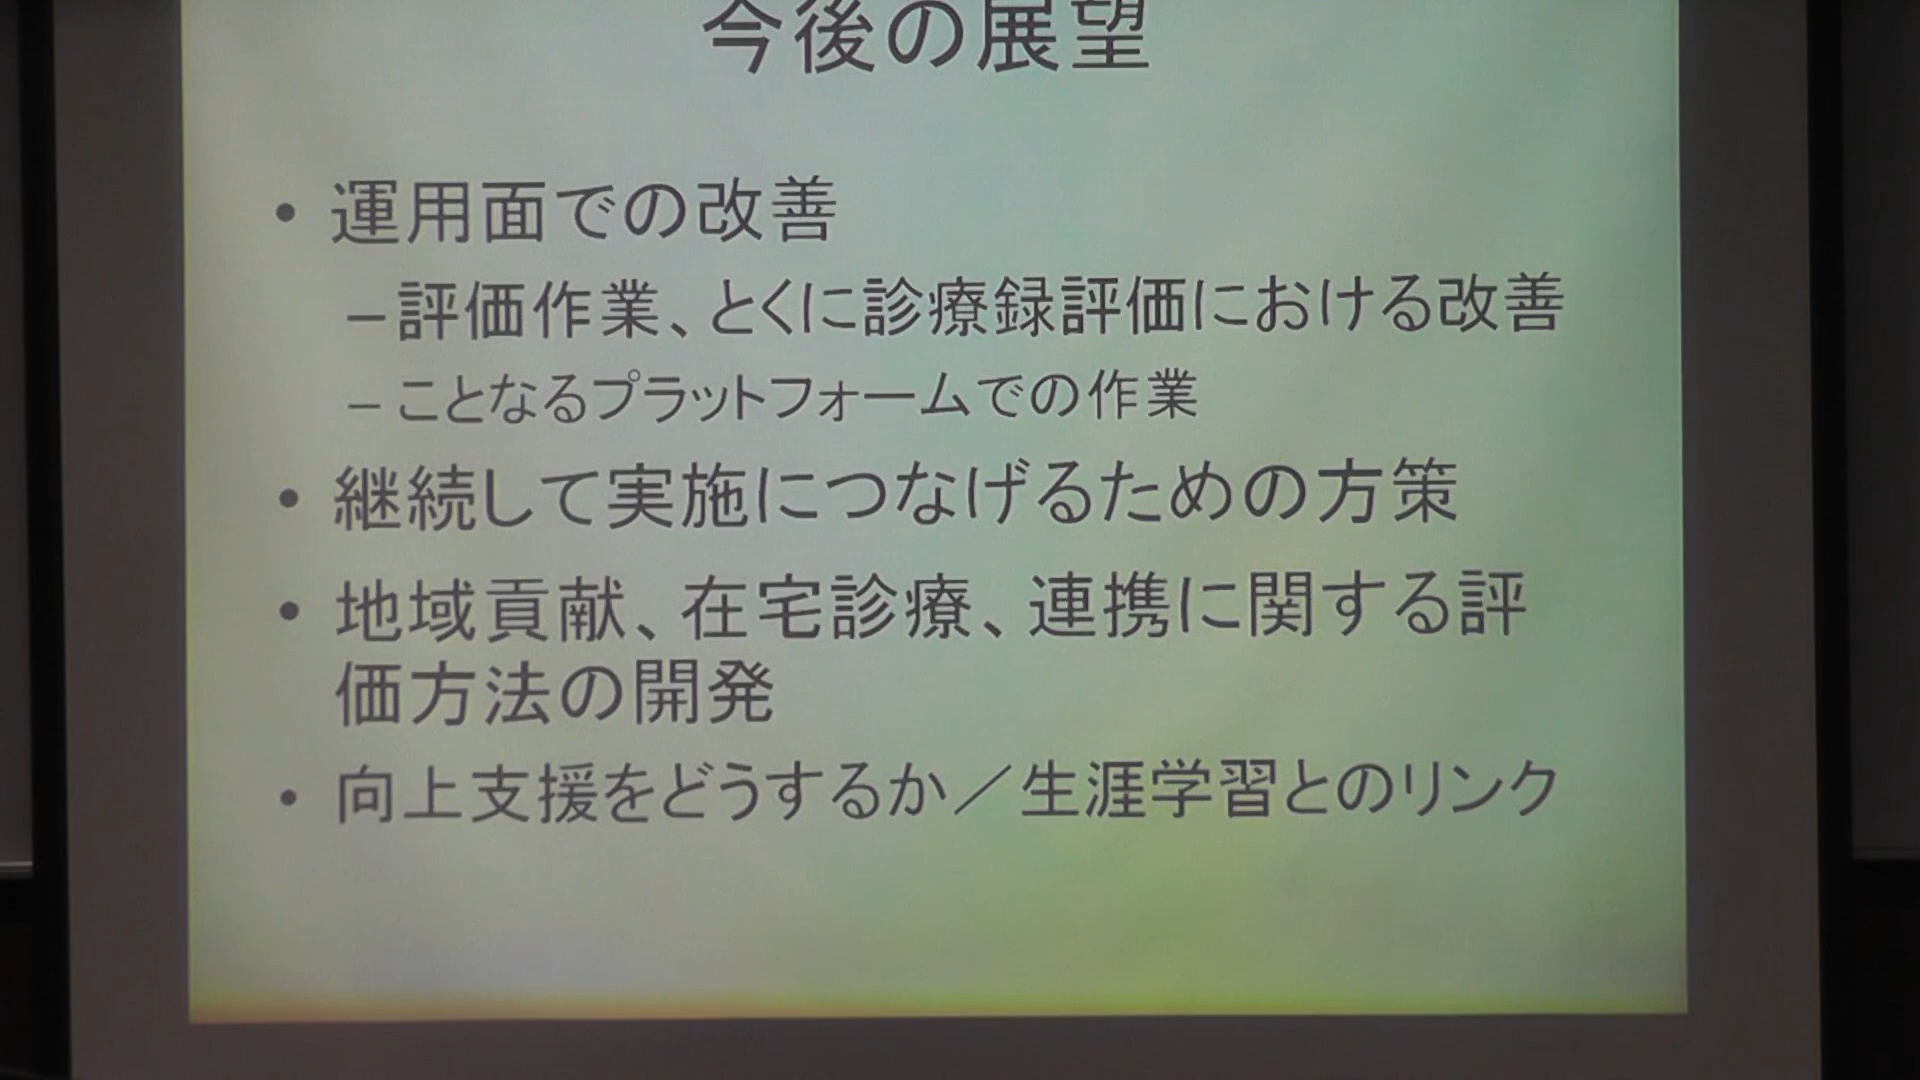 今後の展望
• 運用面での改善
– 評価作業、とくに診療録評価における改善
– ことなるプラットフォームでの作業
• 継続して実施につなげるための方策
• 地域貢献、在宅診療、連携に関する評
価方法の開発
• 向上支援をどうするか／生涯学習とのリンク